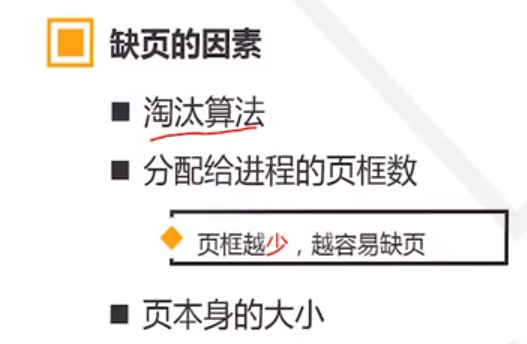 缺页的因素
淘汰算法
分配给进程的页框数
页框越少，越容易缺页
页本身的大小